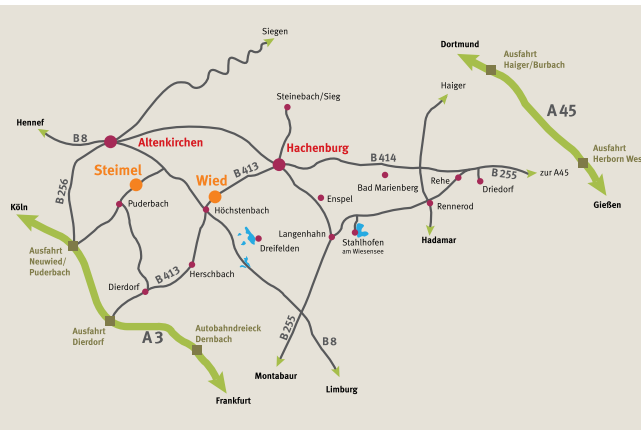 Siegen
Dortmund
Ausfahrt
Haiger/Burbach
Haiger
Steinebach/Sieg
A 45
Hennef
B 8
Altenkirchen
Hachenburg
Ausfahrt
Herborn Wes
B 414
Steimel
Wied
B 413
B 256
Bad Marienberg
Rehe
B 255
zur A45
Driedorf
Enspel
Puderbach
Höchstenbach
Rennerod
Köln
Gießen
Langenhahn
Stahlhofen
am Wiesensee
Hadamar
Dreifelden
Ausfahrt
Neuwied/
Puderbach
Herschbach
B 413
Dierdorf
Ausfahrt
Dierdorf
A 3
Autobahndreieck
Dernbach
B 255
B 8
Montabaur
Limburg
Frankfurt